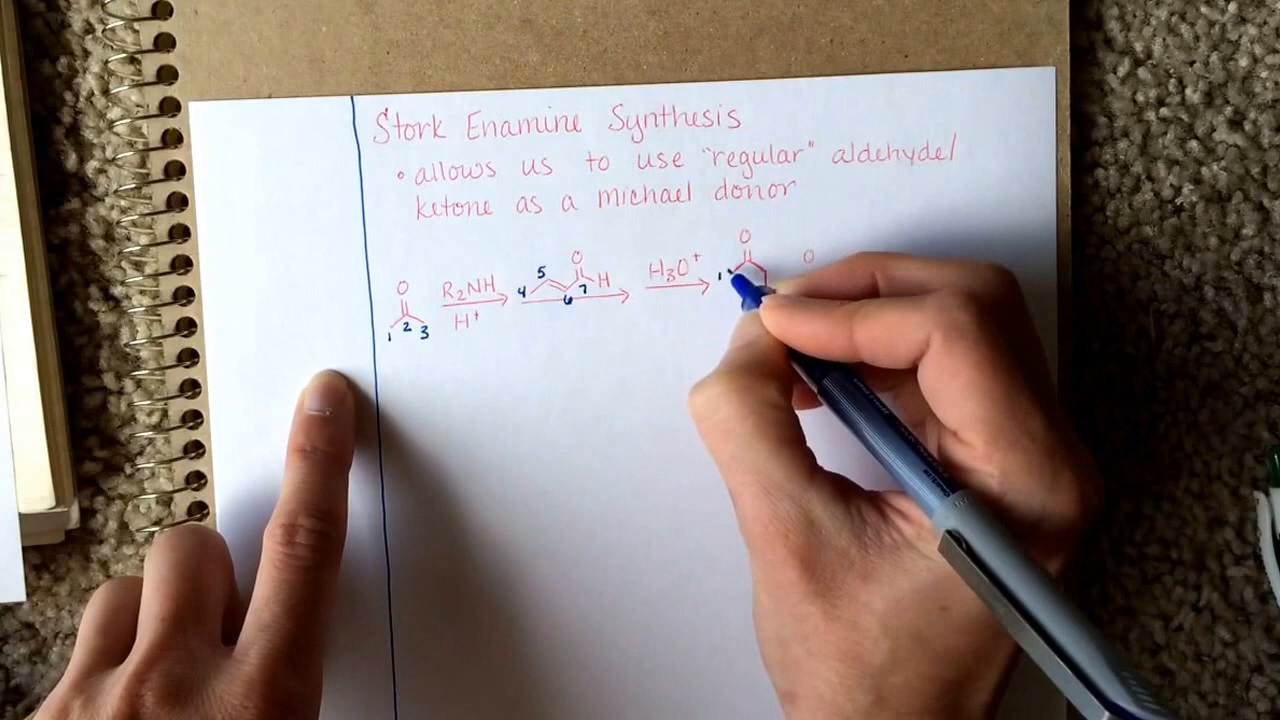 Stork Enamine Synthesis
• allows us to use "regular" aldehyde/
ketone as a michael donor
O
R₂NH
H⁺
1 2 3
O
H
4 5 6 7
H₃O⁺
O
O
1